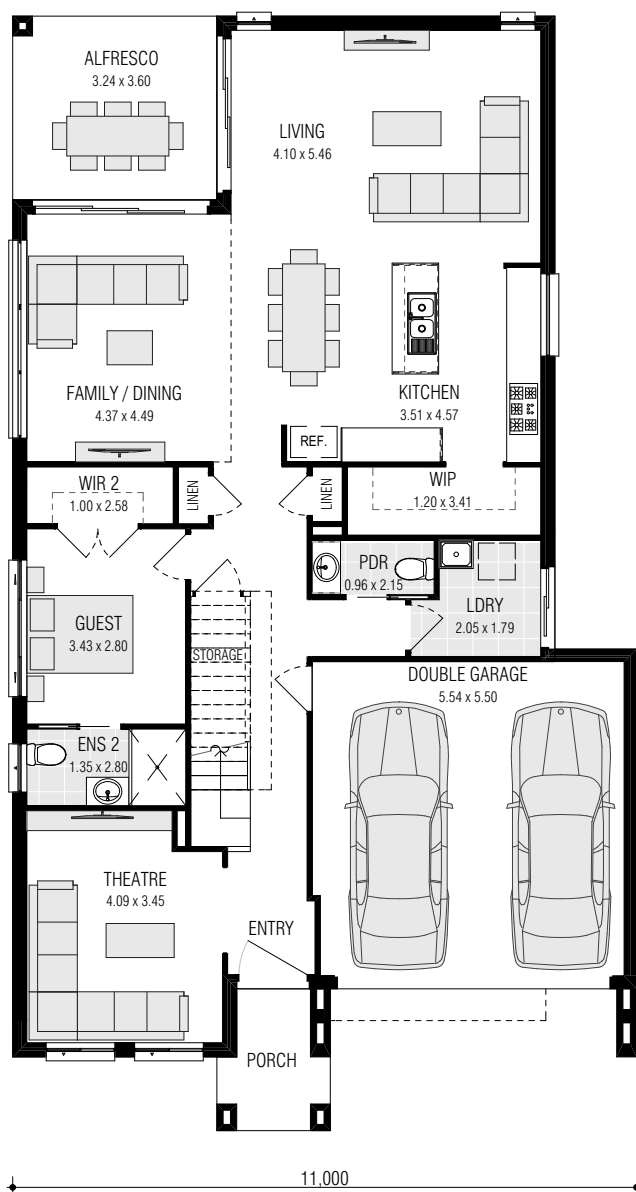 ALFRESCO
3.24 x 3.60
LIVING
4.10 x 5.46
FAMILY / DINING
4.37 x 4.49
KITCHEN
3.51 x 4.57
REF.
WIR 2
1.00 x 2.58
LINEN
LINEN
WIP
1.20 x 3.41
PDR
0.96 x 2.15
LDRY
2.05 x 1.79
GUEST
3.43 x 2.80
STORAGE
DOUBLE GARAGE
5.54 x 5.50
ENS 2
1.35 x 2.80
THEATRE
4.09 x 3.45
ENTRY
PORCH
11,000